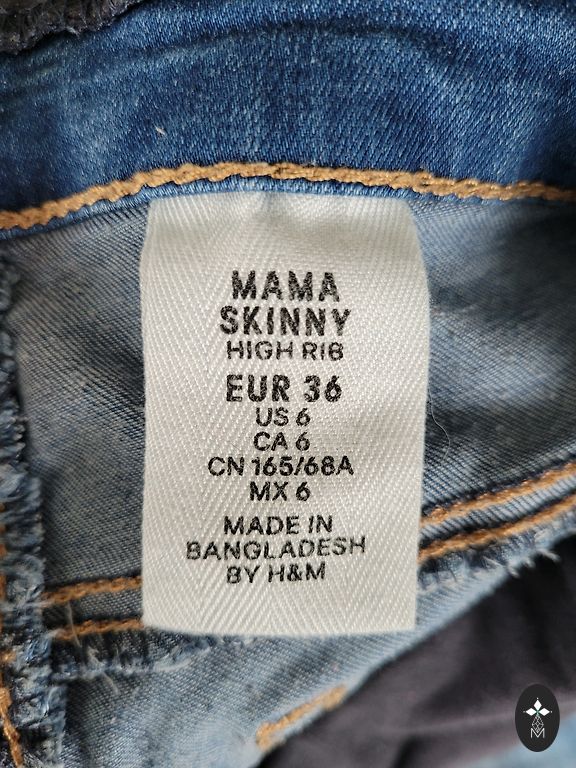 MAMA
SKINNY
HIGH RIB
EUR 36
US 6
CA 6
CN 165/68A
MX 6
MADE IN
BANGLADESH
BY H&M
M